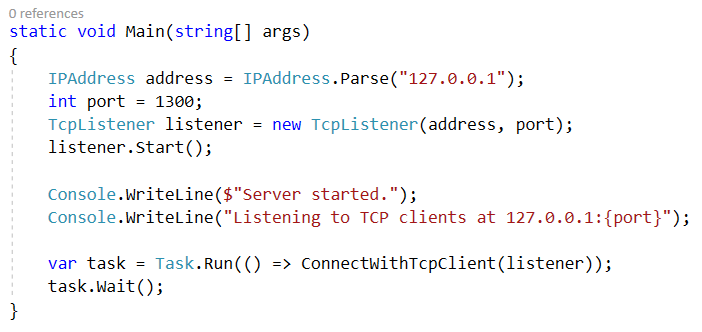 0 references
static void Main(string[] args)
{
IPAddress address = IPAddress.Parse("127.0.0.1");
int port = 1300;
TcpListener listener = new TcpListener(address, port);
listener.Start();
Console.WriteLine($"Server started.");
Console.WriteLine("Listening to TCP clients at 127.0.0.1:{port}");
var task = Task.Run(() => ConnectWithTcpClient(listener));
task.Wait();
}